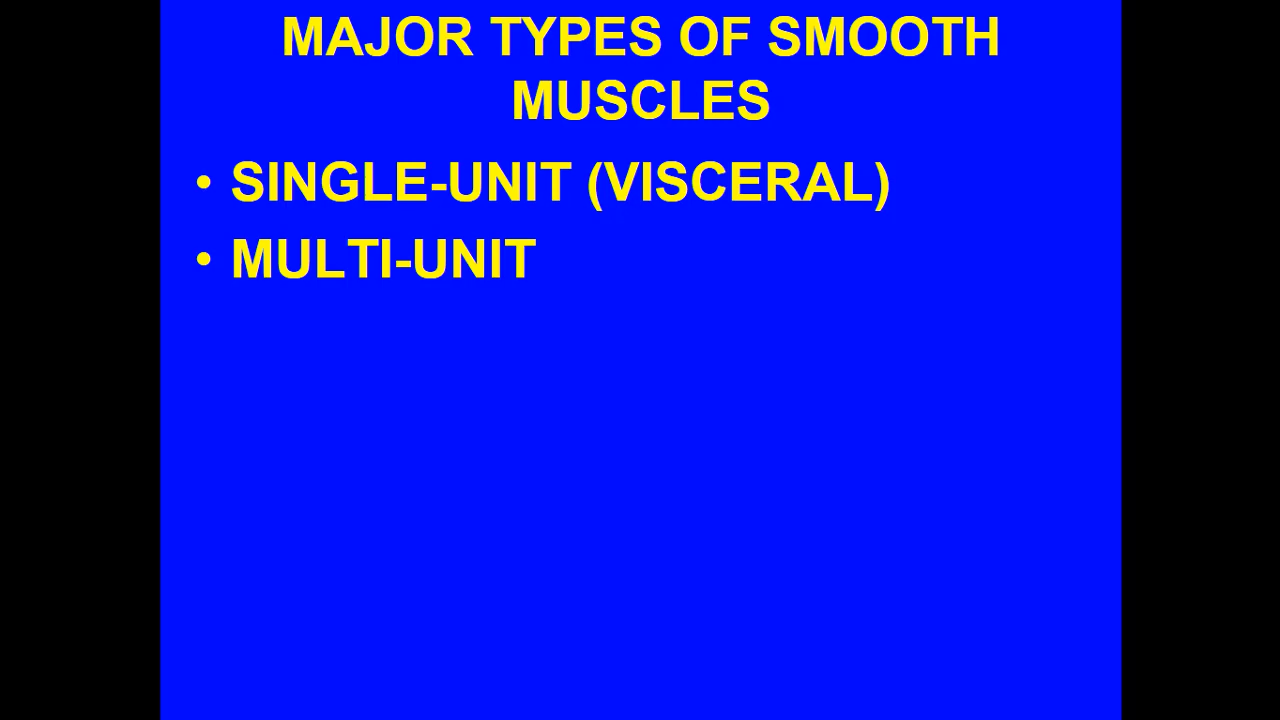 MAJOR TYPES OF SMOOTH
MUSCLES
• SINGLE-UNIT (VISCERAL)
• MULTI-UNIT